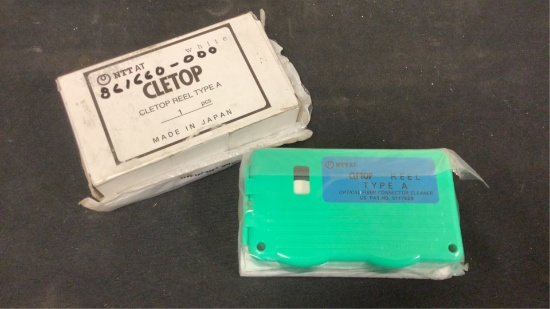 White
NTT AT
861660-000
CLETOP
CLETOP REEL TYPE A
1 pcs
MADE IN JAPAN
NTT AT
CLETOP REEL
TYPE A
OPTICAL FIBER CONNECTOR CLEANER